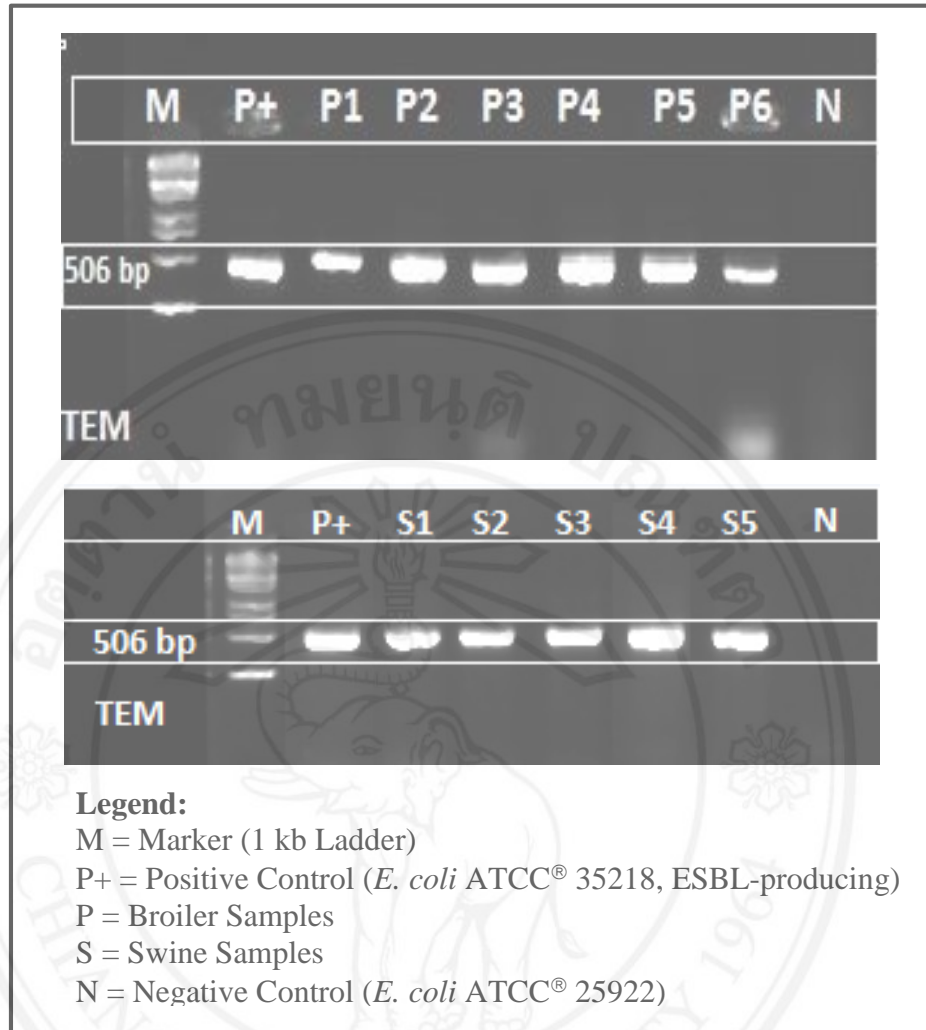 M P+ P1 P2 P3 P4 P5 P6 N
506 bp
TEM
M P+ S1 S2 S3 S4 S5 N
506 bp
TEM
Legend:
M = Marker (1 kb Ladder)
P+ = Positive Control (E. coli ATCC® 35218, ESBL-producing)
P = Broiler Samples
S = Swine Samples
N = Negative Control (E. coli ATCC® 25922)